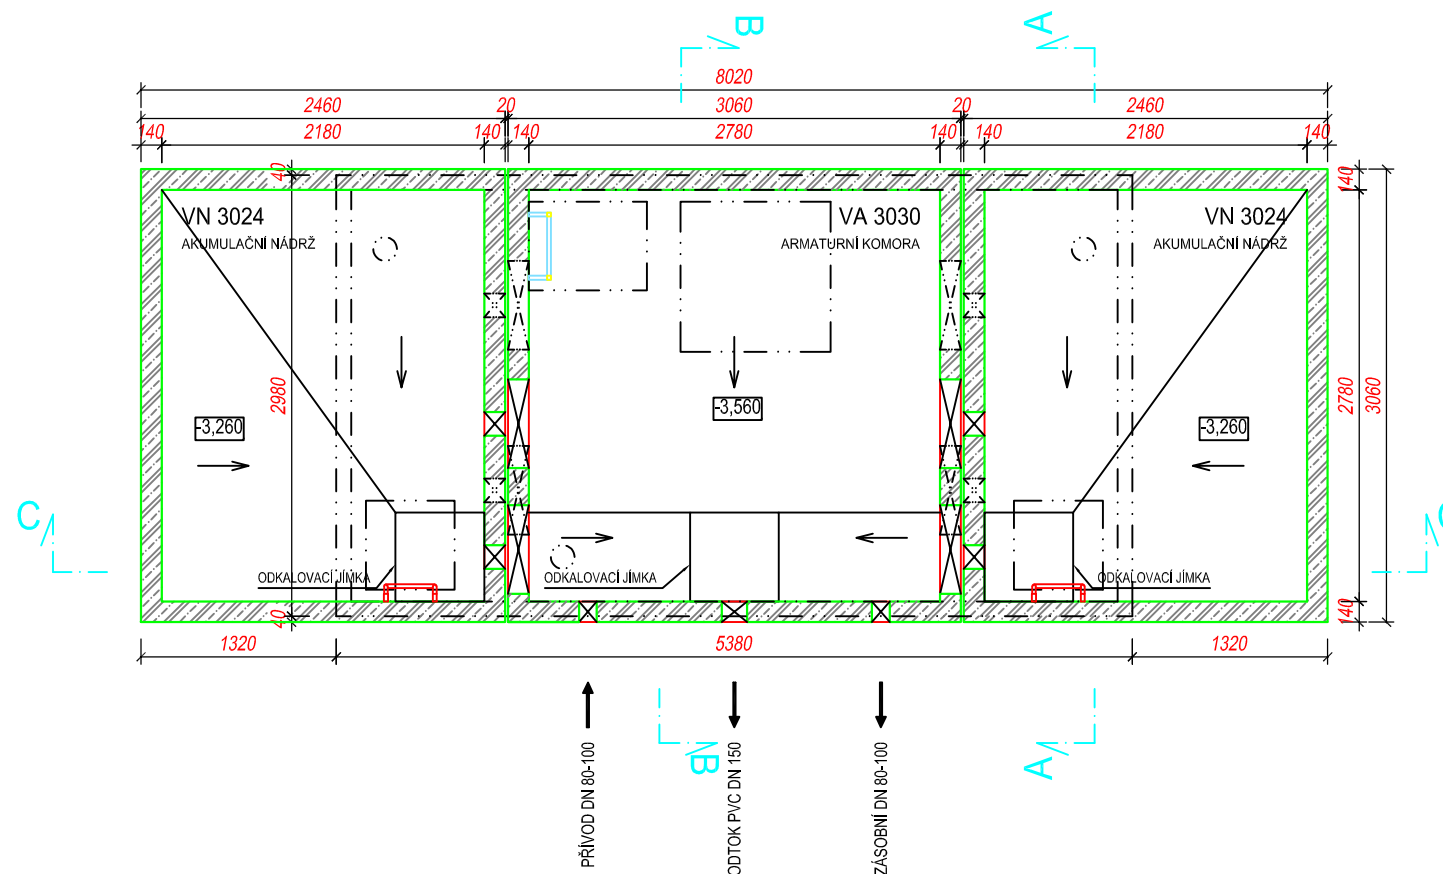 B
A
8020
2460
20
3060
20
2460
140
2180
140
140
2780
140
140
2180
140
40
140
VN 3024
AKUMULAČNÍ NÁDRŽ
VA 3030
ARMATURNÍ KOMORA
VN 3024
AKUMULAČNÍ NÁDRŽ
2980
-3,560
2780
3060
-3,260
-3,260
C
ODKALOVACÍ JÍMKA
ODKALOVACÍ JÍMKA
ODKALOVACÍ JÍMKA
40
140
1320
5380
1320
B
A
PŘÍVOD DN 80-100
ODTOK PVC DN 150
ZÁSOBNÍ DN 80-100